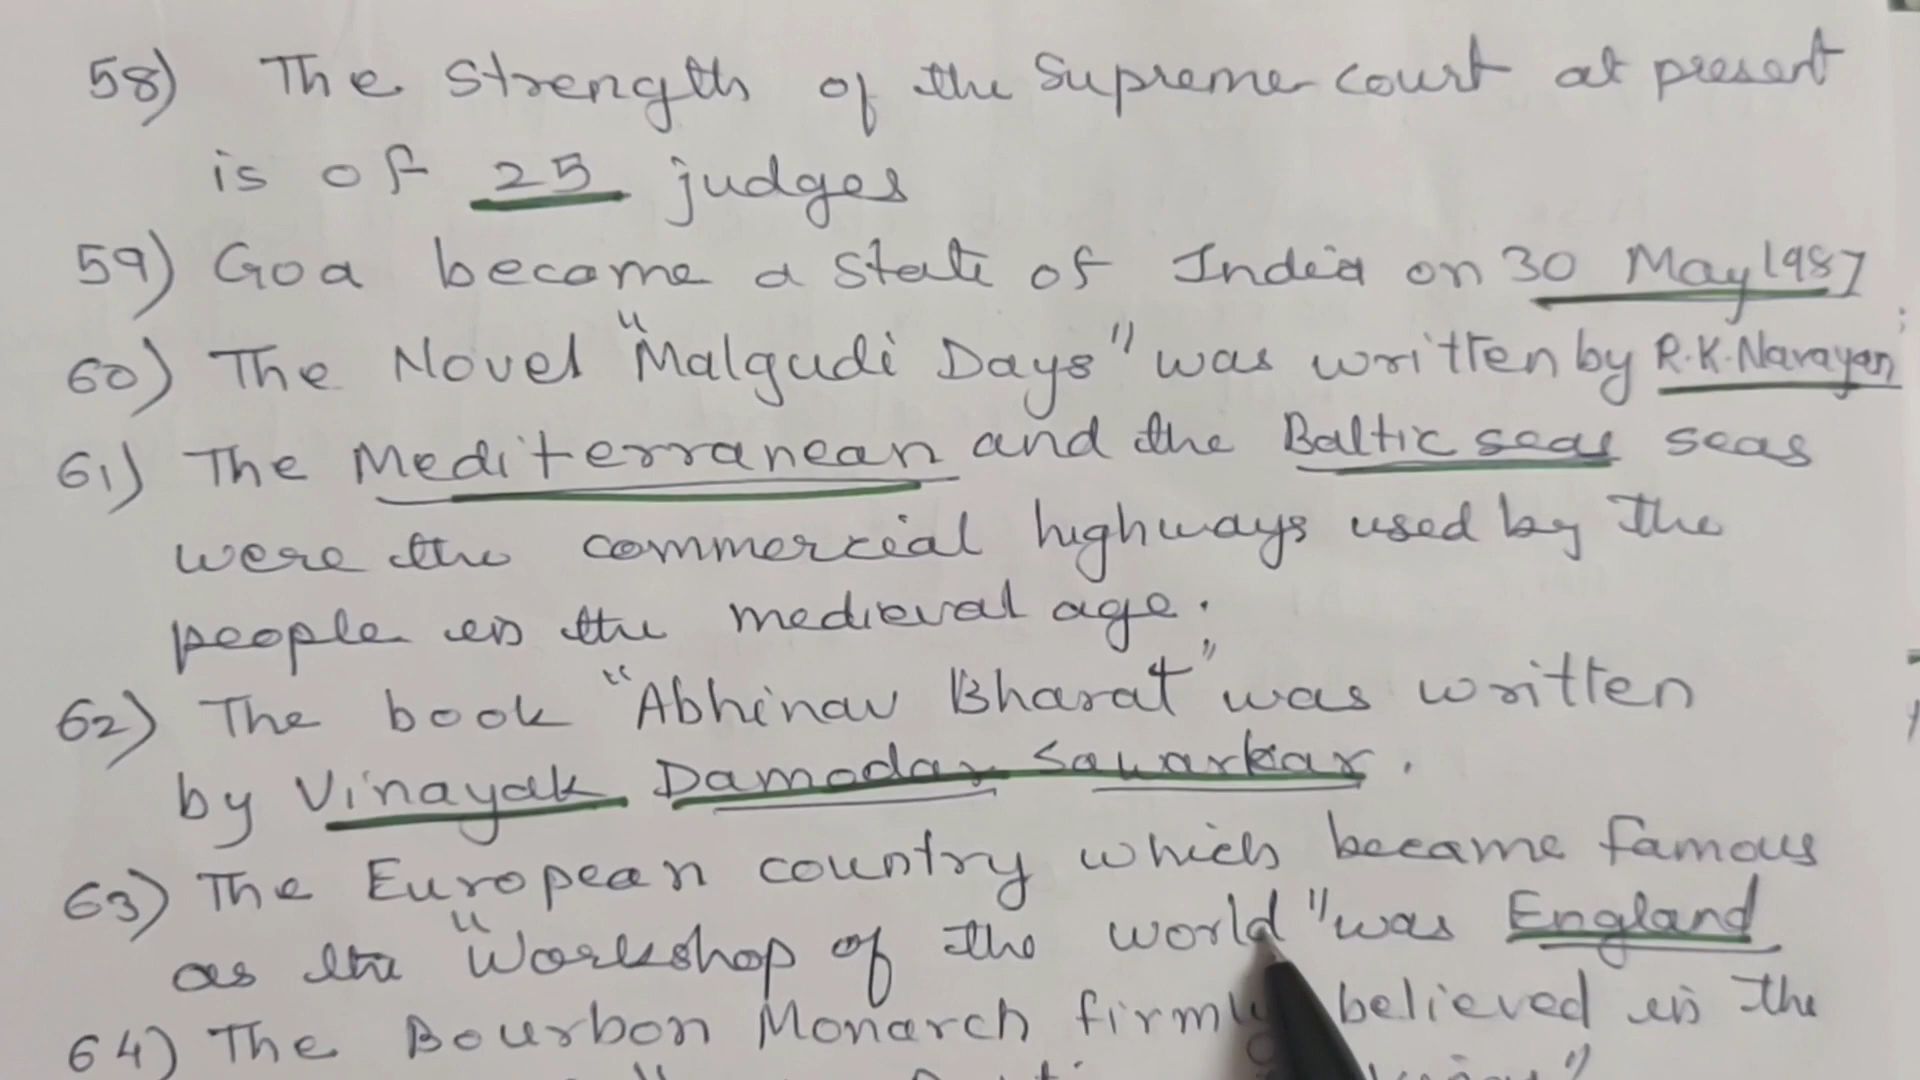 58) The Strength of the Supreme court at present
is of 25 judges
59) Goa became a State of India on 30 May 1987
60) The Novel "Malgudi Days" was written by R.K.Narayan
61) The Mediterranean and the Baltic seas seas
were the commercial highways used by the
people in the medieval age.
62) The book "Abhinav Bharat" was written
by Vinayak Damodar Sawarkar.
63) The European country which became famous
as the "Workshop of the world" was England
64) The Bourbon Monarch firmly believed in the